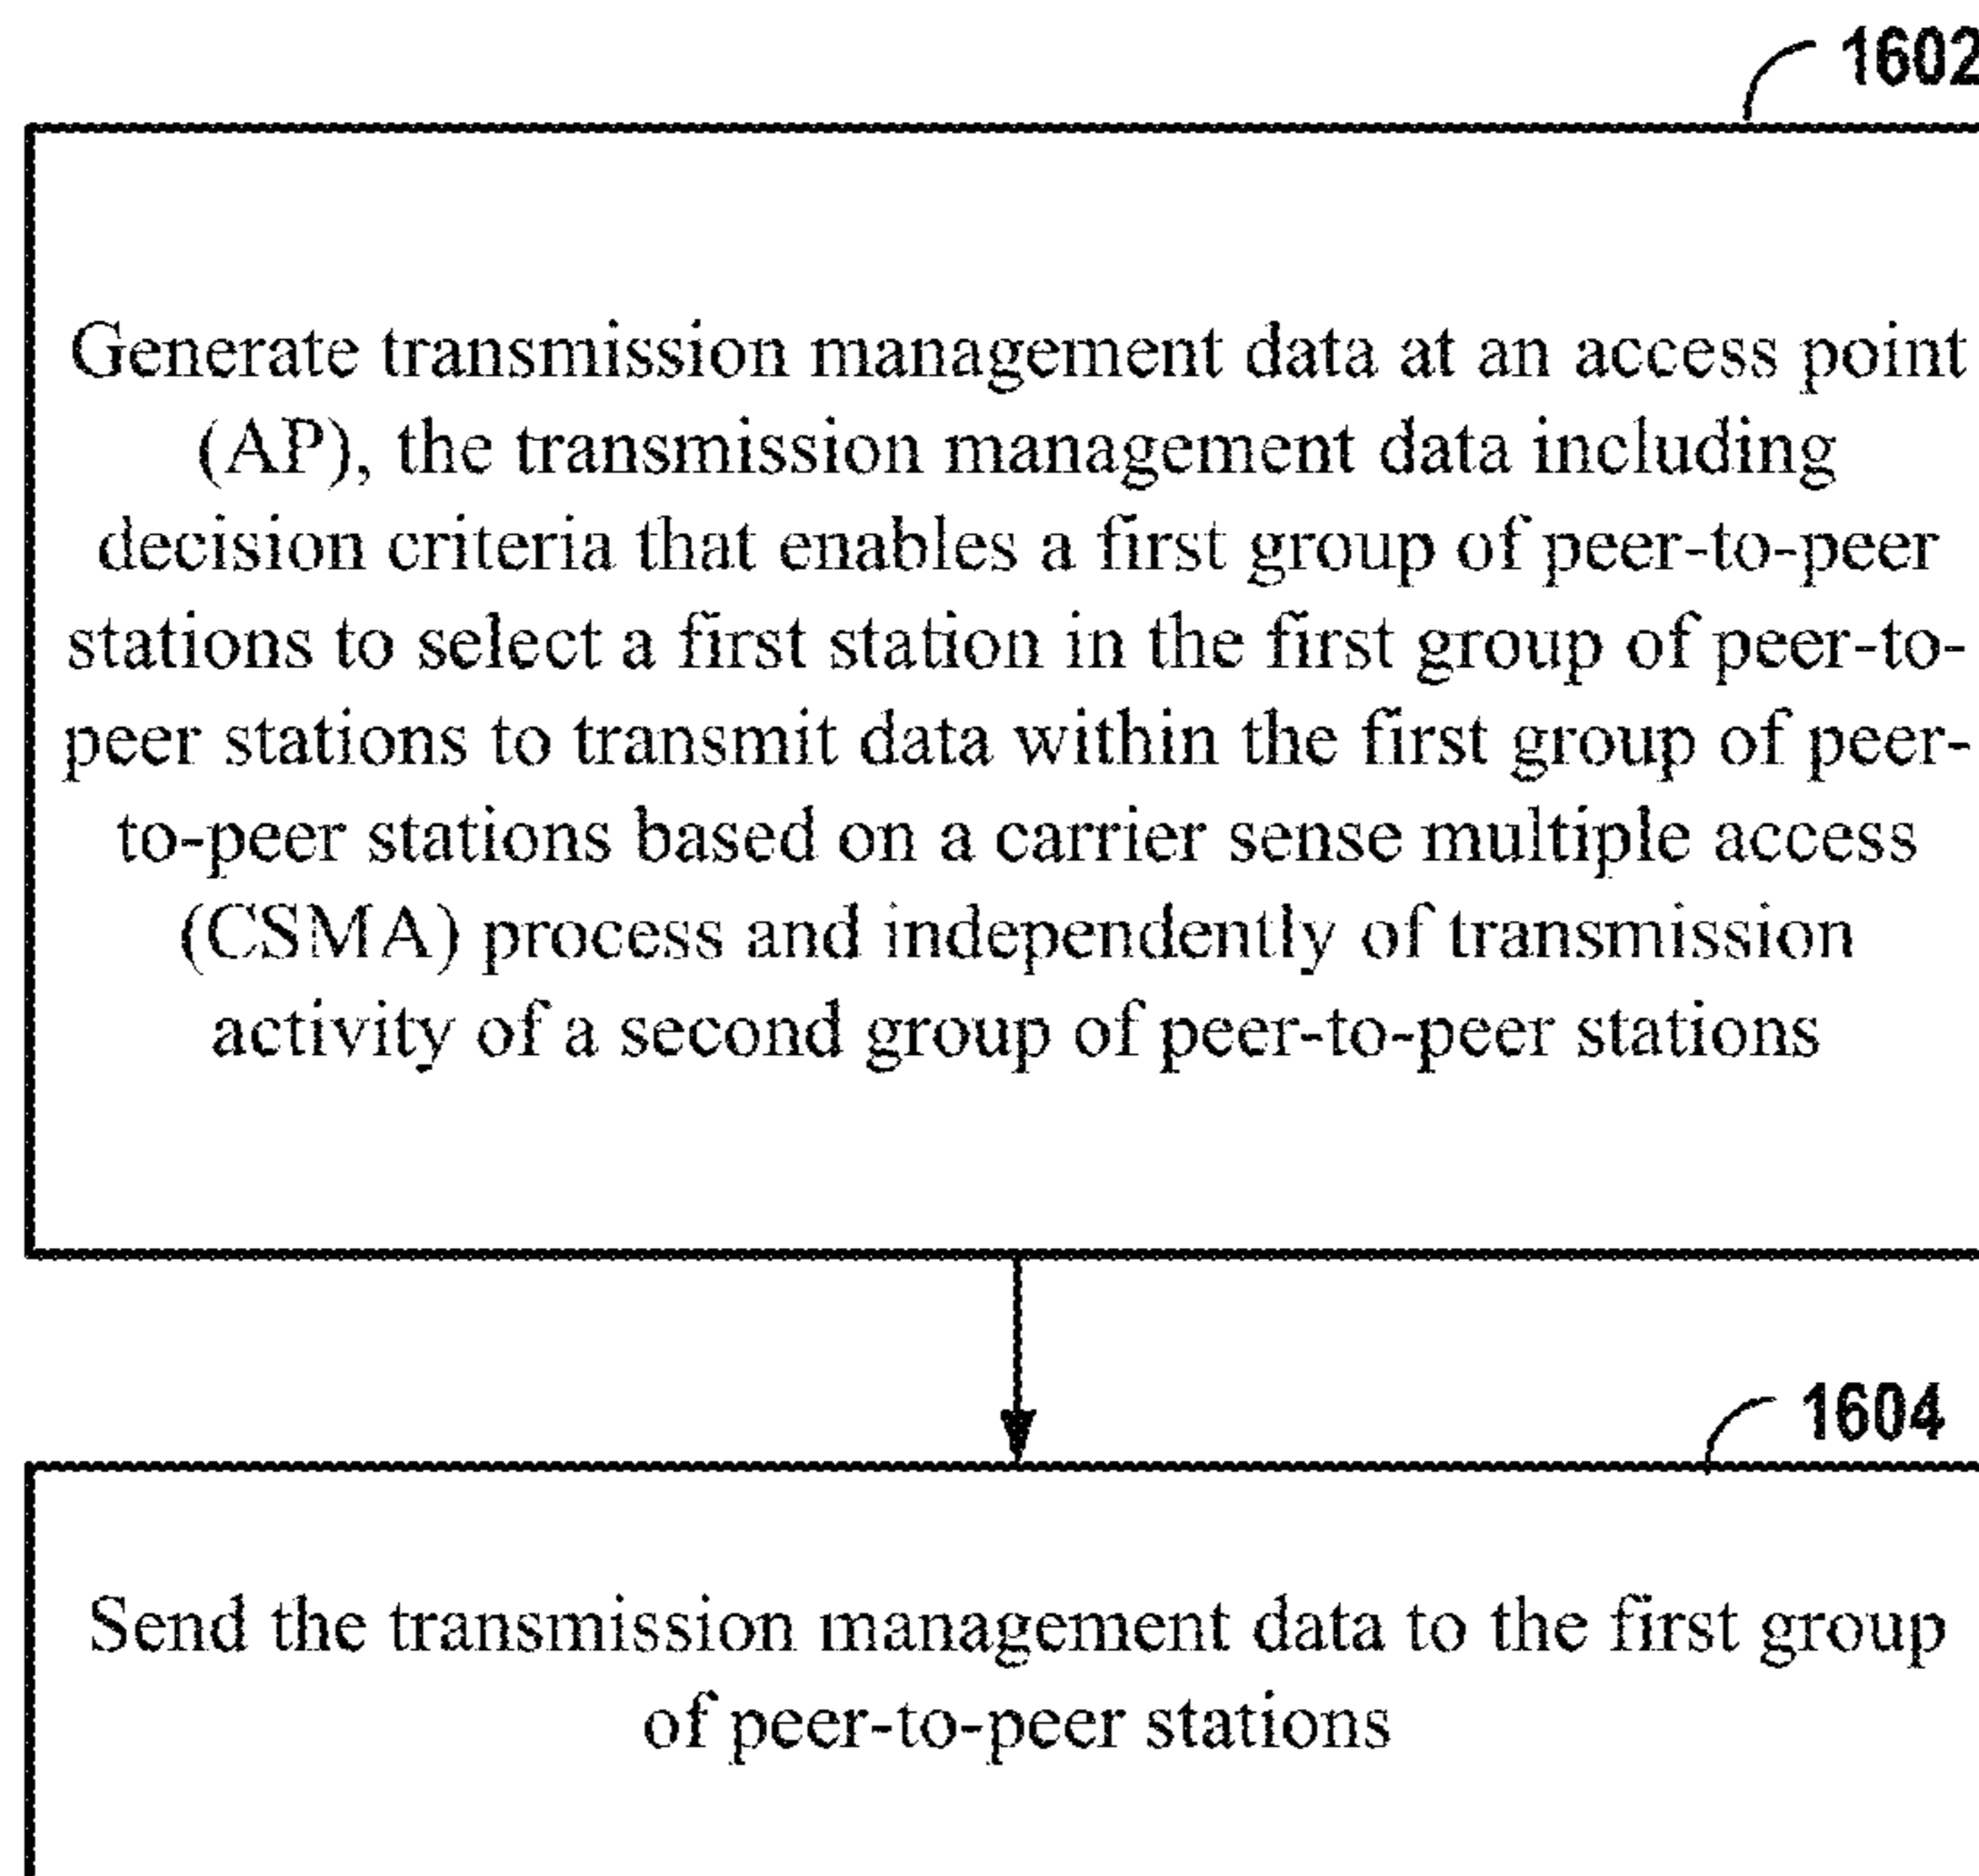 1602
Generate transmission management data at an access point
(AP), the transmission management data including
decision criteria that enables a first group of peer-to-peer
stations to select a first station in the first group of peer-to-
peer stations to transmit data within the first group of peer-
to-peer stations based on a carrier sense multiple access
(CSMA) process and independently of transmission
activity of a second group of peer-to-peer stations
1604
Send the transmission management data to the first group
of peer-to-peer stations